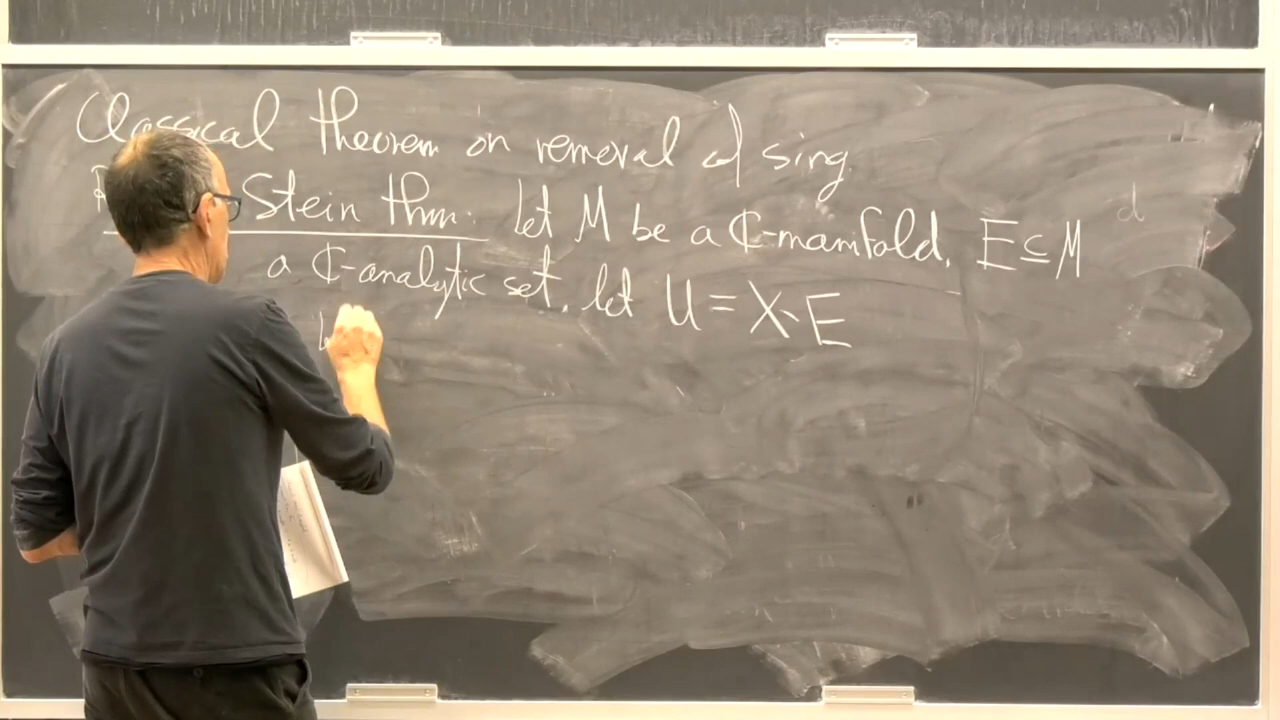 Classical theorem on removal of sing.
Stein thm. Let M be a ℂ-manifold, E ⊆ M
a ℂ-analytic set. Let U = X∖E